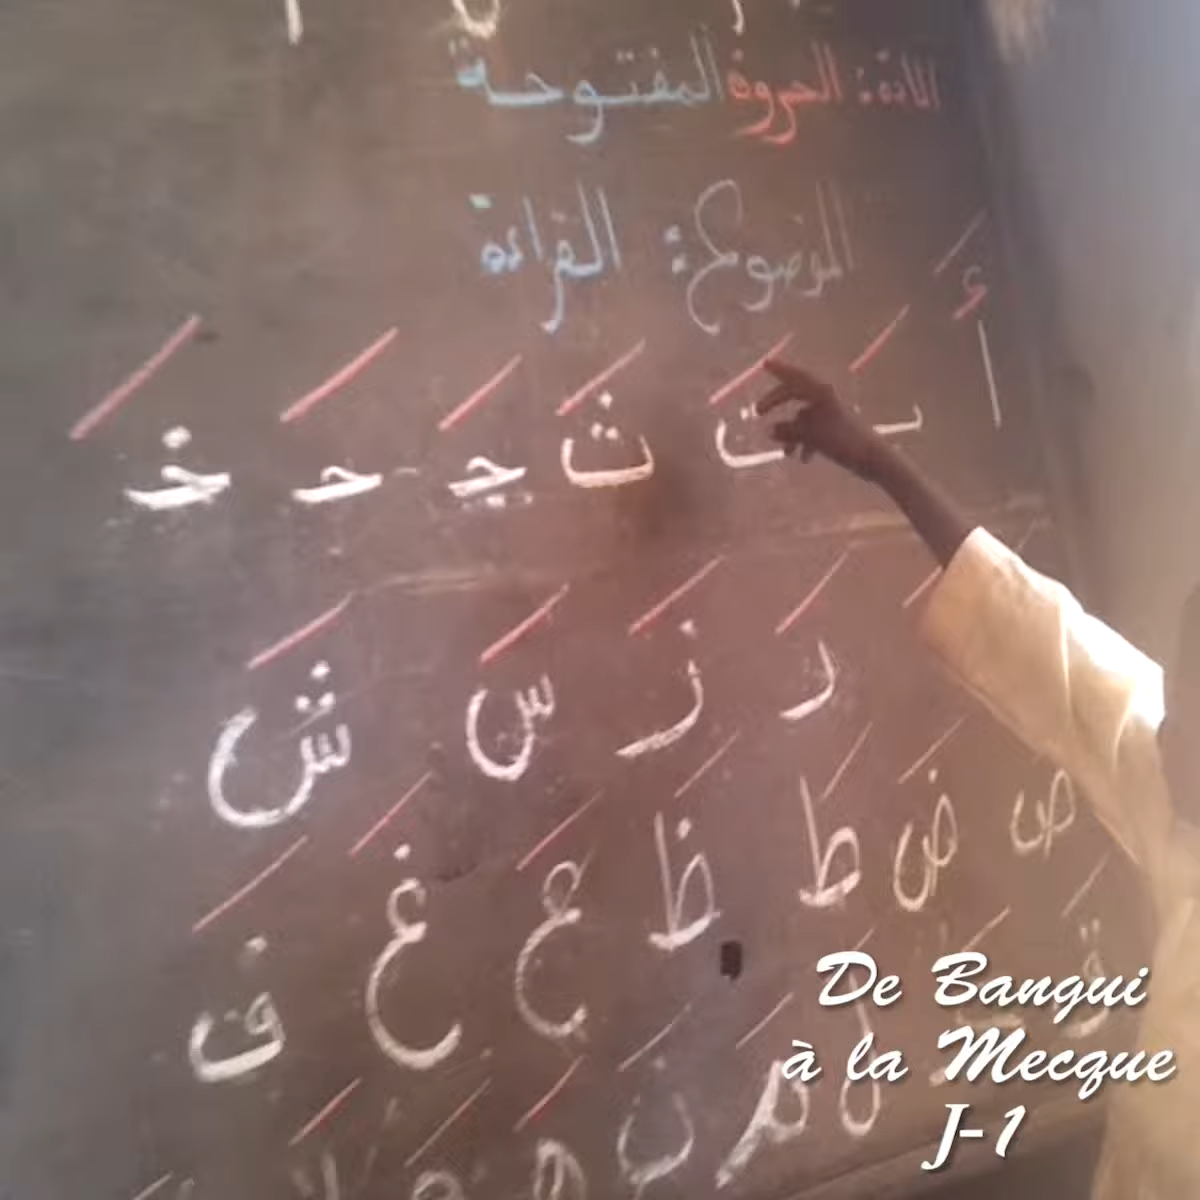 المادة: الحروف المفتوحة
الموضوع: القراءة
أَ بَ تَ ثَ جَ حَ خَ
رَ زَ سَ شَ
صَ ضَ طَ ظَ عَ غَ فَ
قَ لَ مَ نَ
De Bangui
à la Mecque
J-1